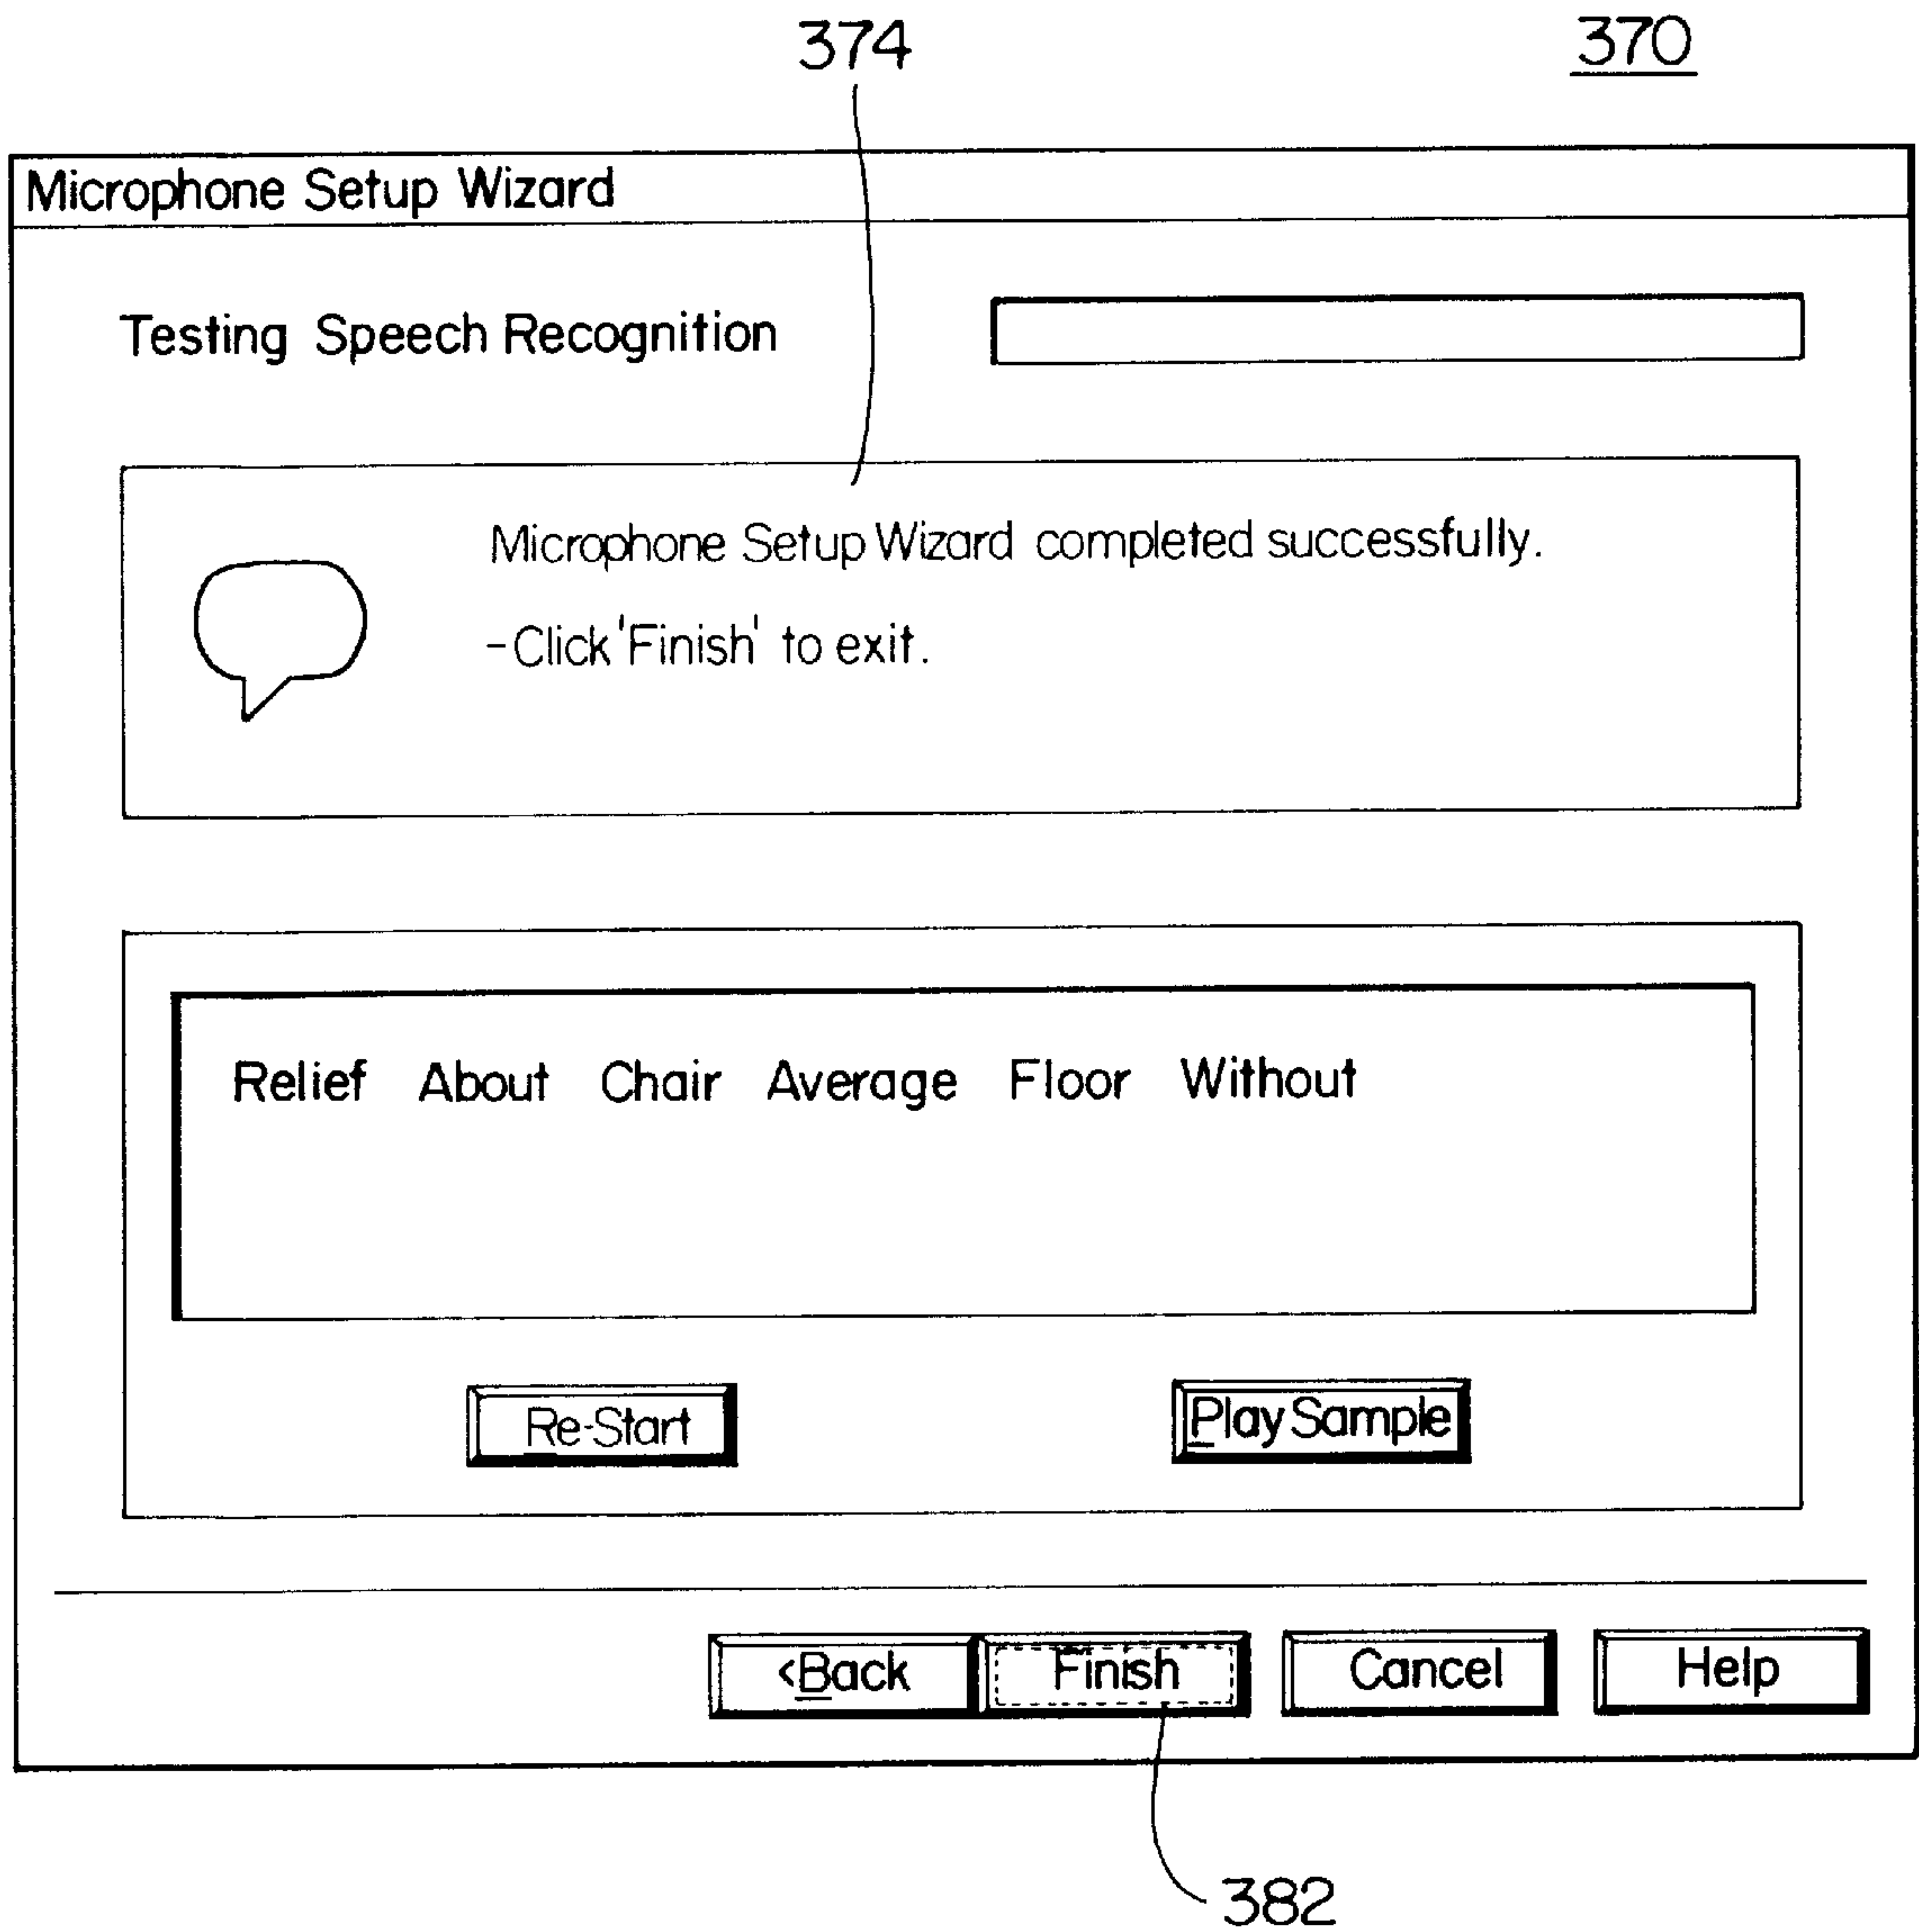 374 370
Microphone Setup Wizard
Testing Speech Recognition
Microphone Setup Wizard completed successfully.
-Click 'Finish' to exit.
Relief About Chair Average Floor Without
Re-Start Play Sample
<Back Finish Cancel Help
382